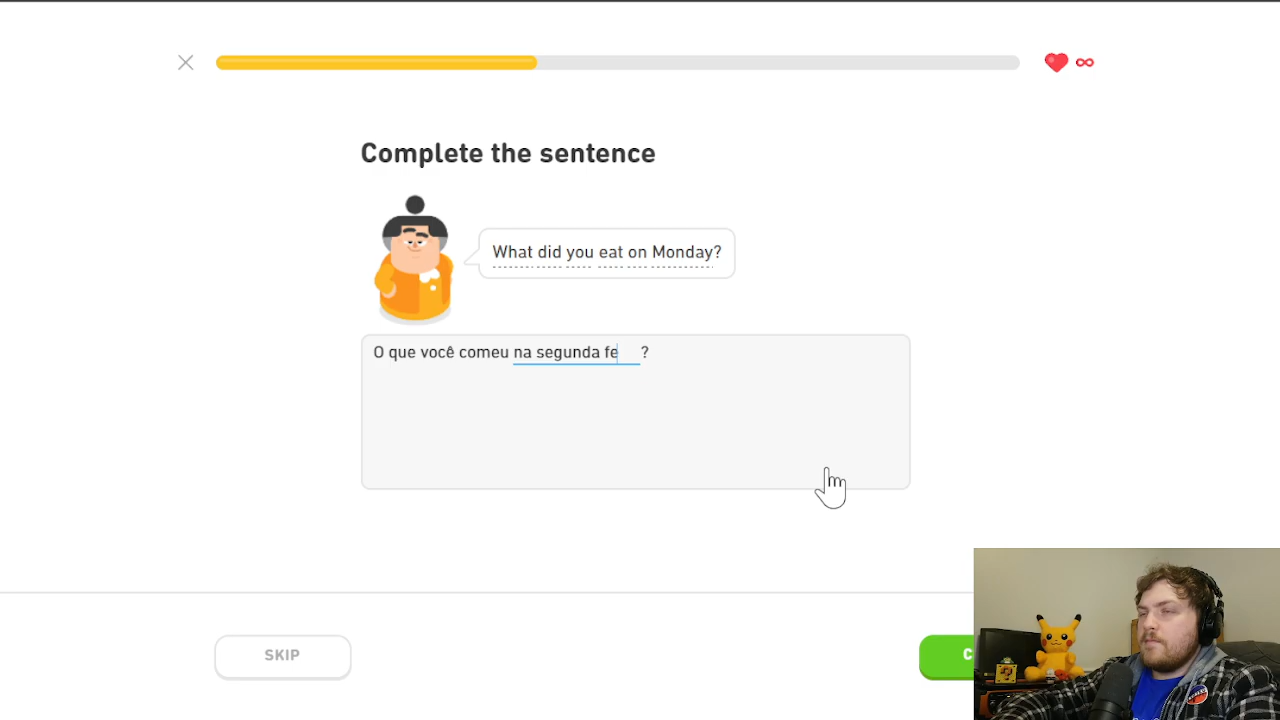 Complete the sentence
What did you eat on Monday?
O que você comeu na segunda fe ?
SKIP
C